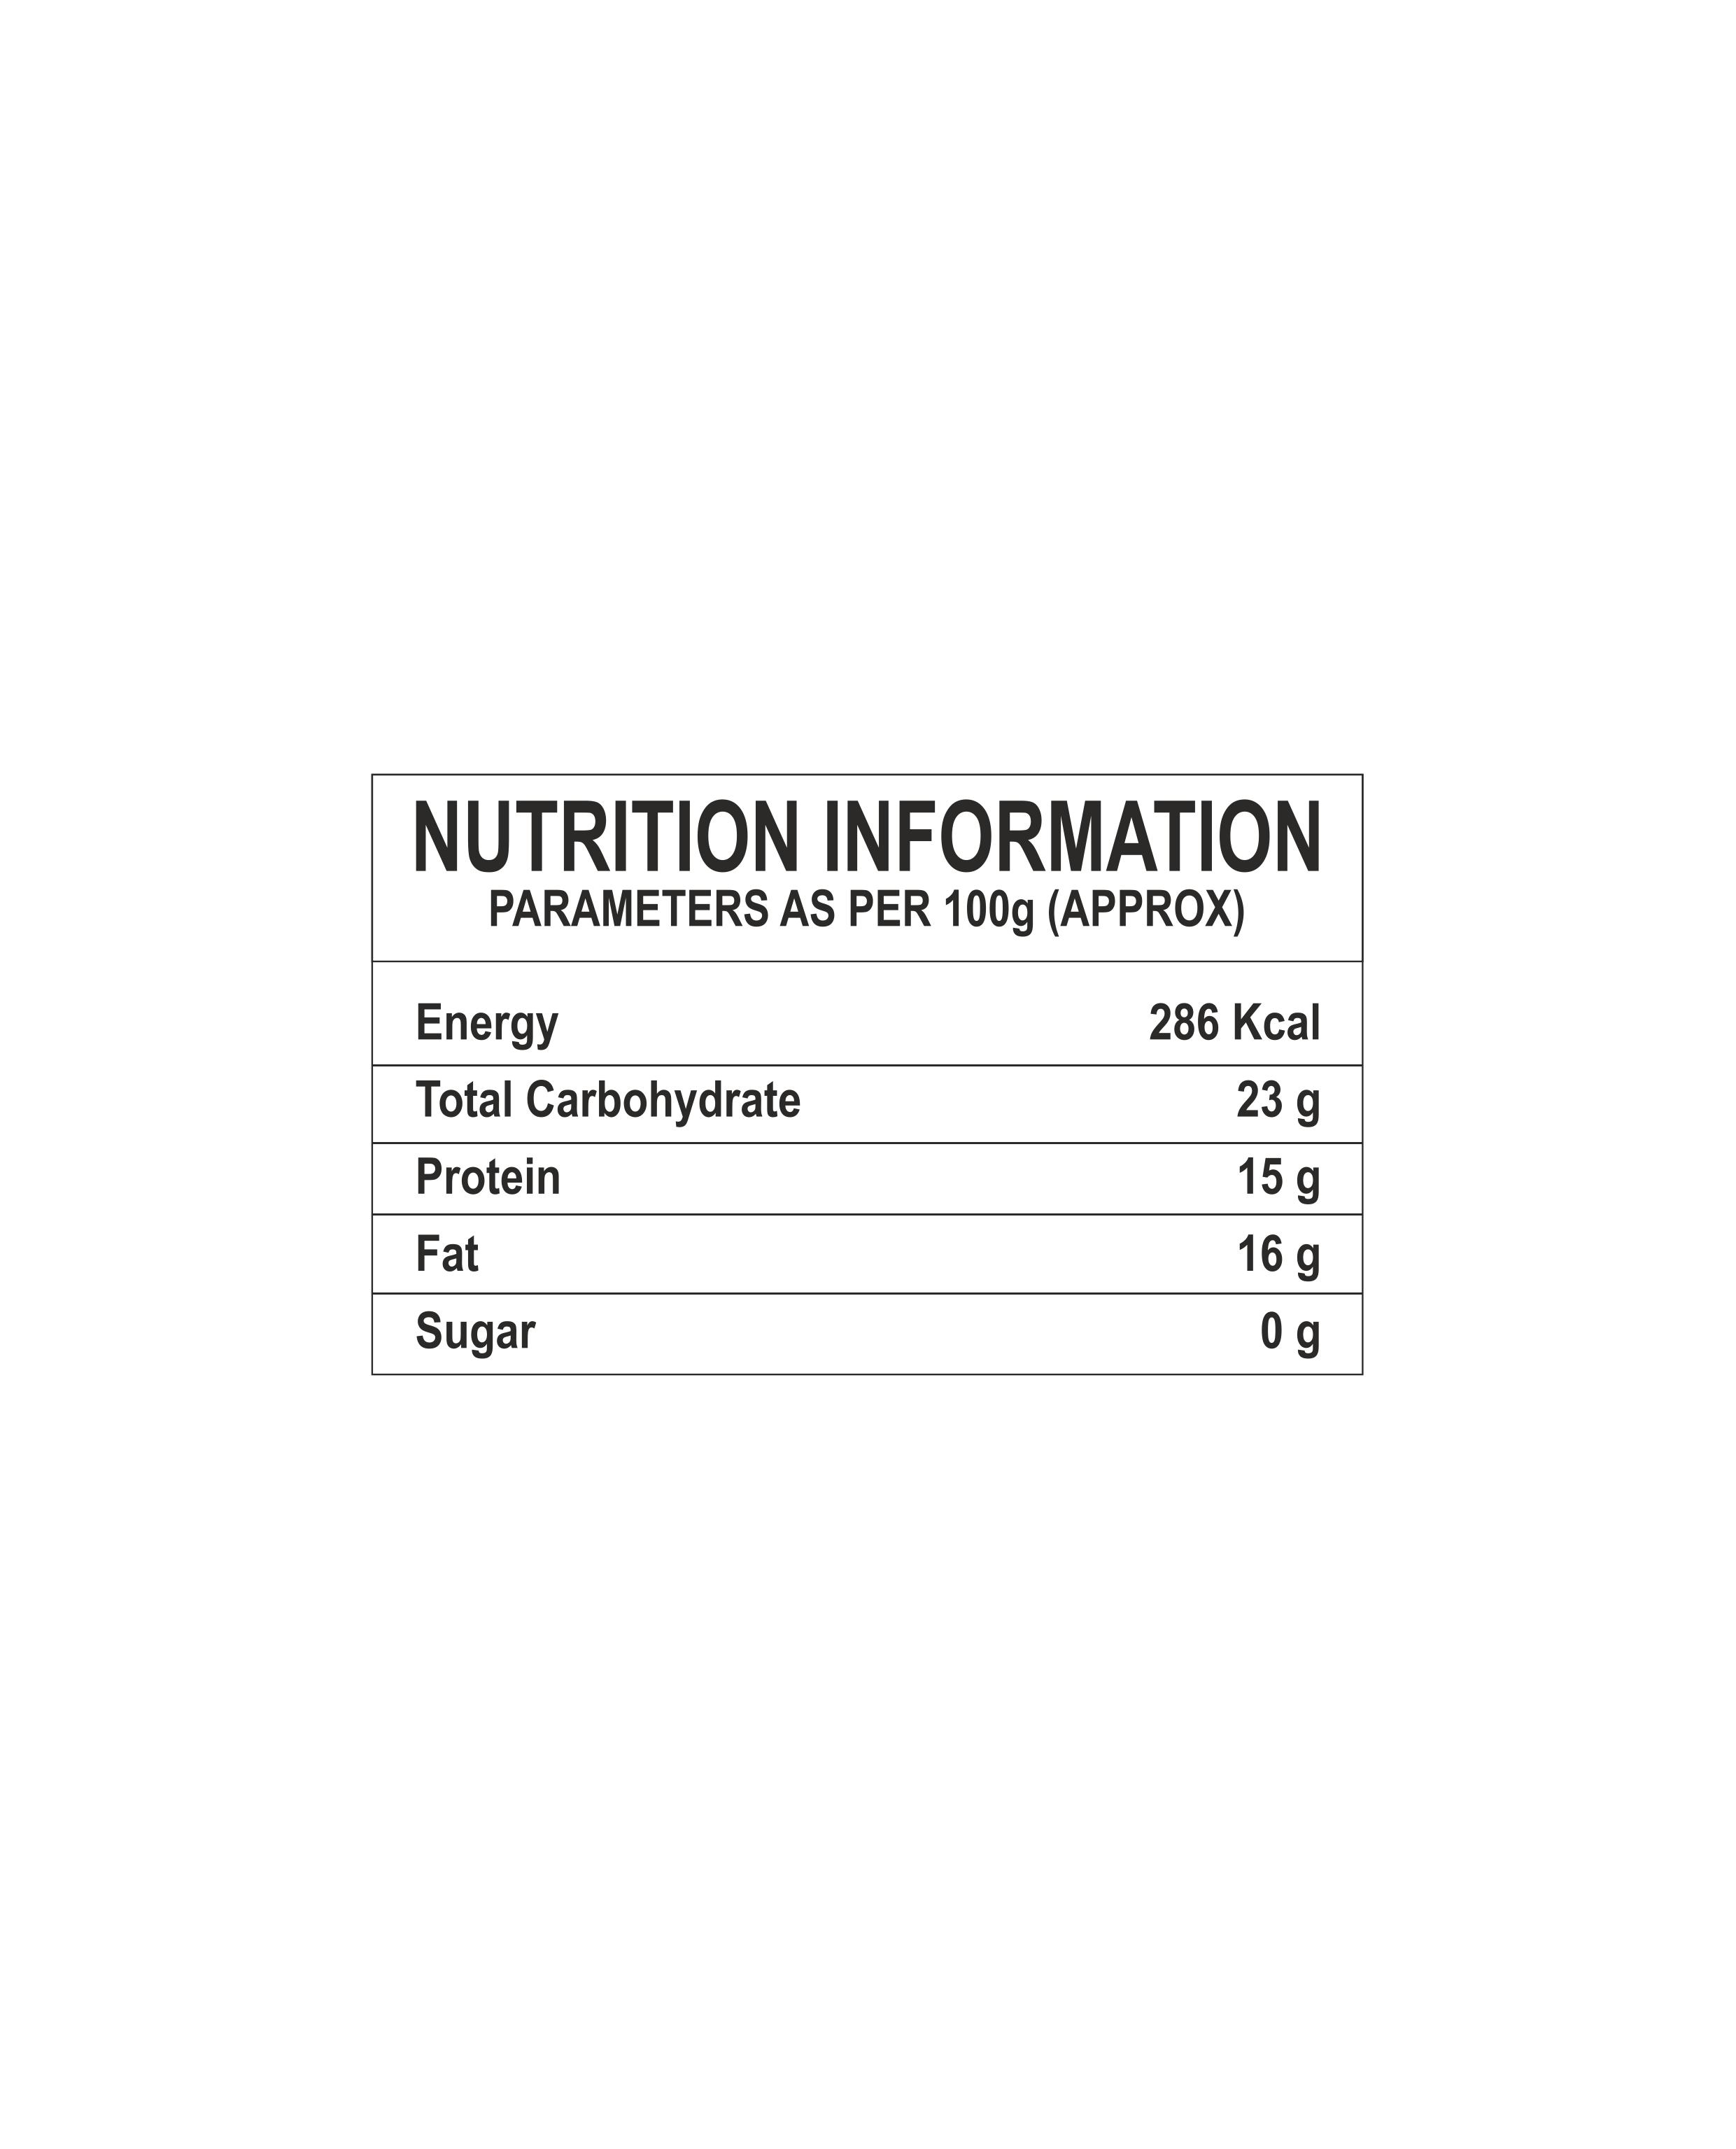 NUTRITION INFORMATION
PARAMETERS AS PER 100g (APPROX)
Energy 286 Kcal
Total Carbohydrate 23 g
Protein 15 g
Fat 16 g
Sugar 0 g